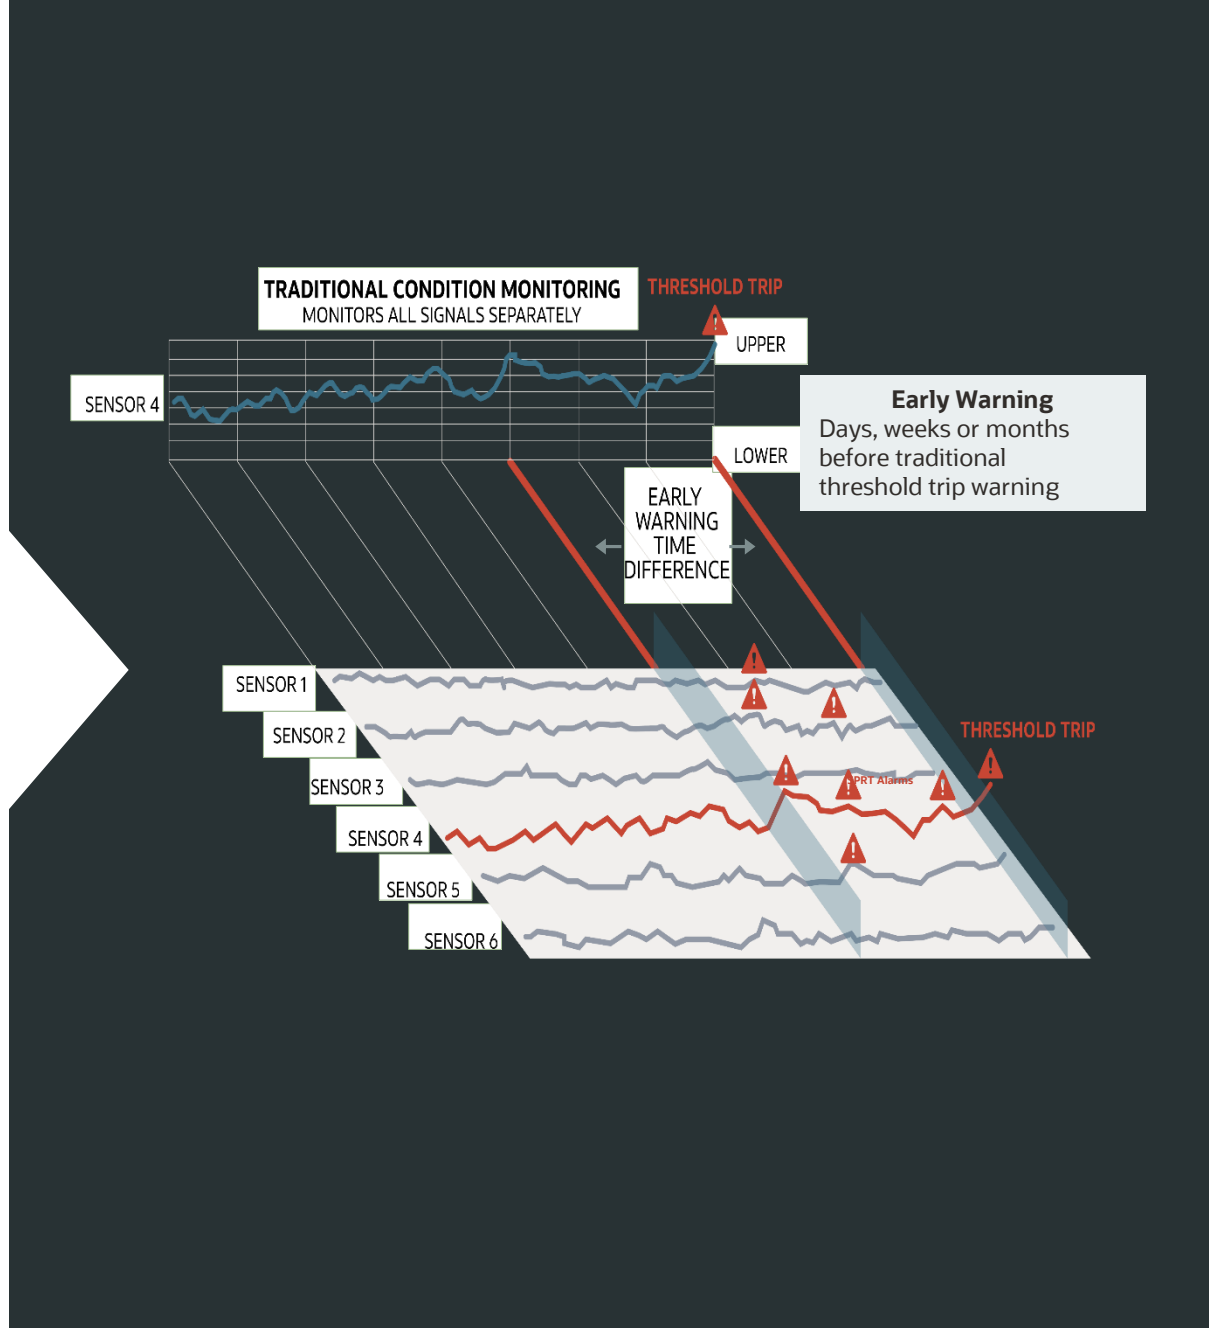 TRADITIONAL CONDITION MONITORING
MONITORS ALL SIGNALS SEPARATELY
THRESHOLD TRIP
UPPER
SENSOR 4
LOWER
Early Warning
Days, weeks or months
before traditional
threshold trip warning
EARLY
WARNING
TIME
DIFFERENCE
SENSOR 1
SENSOR 2
SENSOR 3
SENSOR 4
SENSOR 5
SENSOR 6
THRESHOLD TRIP
PRT Alarms